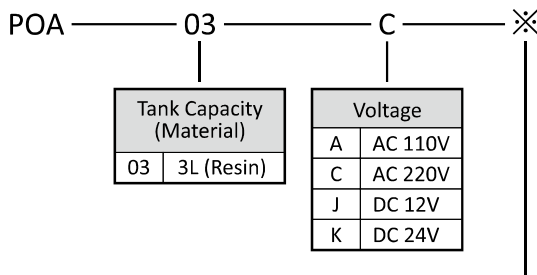 POA 03 C ※
Tank Capacity
(Material)
03 3L (Resin)
Voltage
A AC 110V
C AC 220V
J DC 12V
K DC 24V